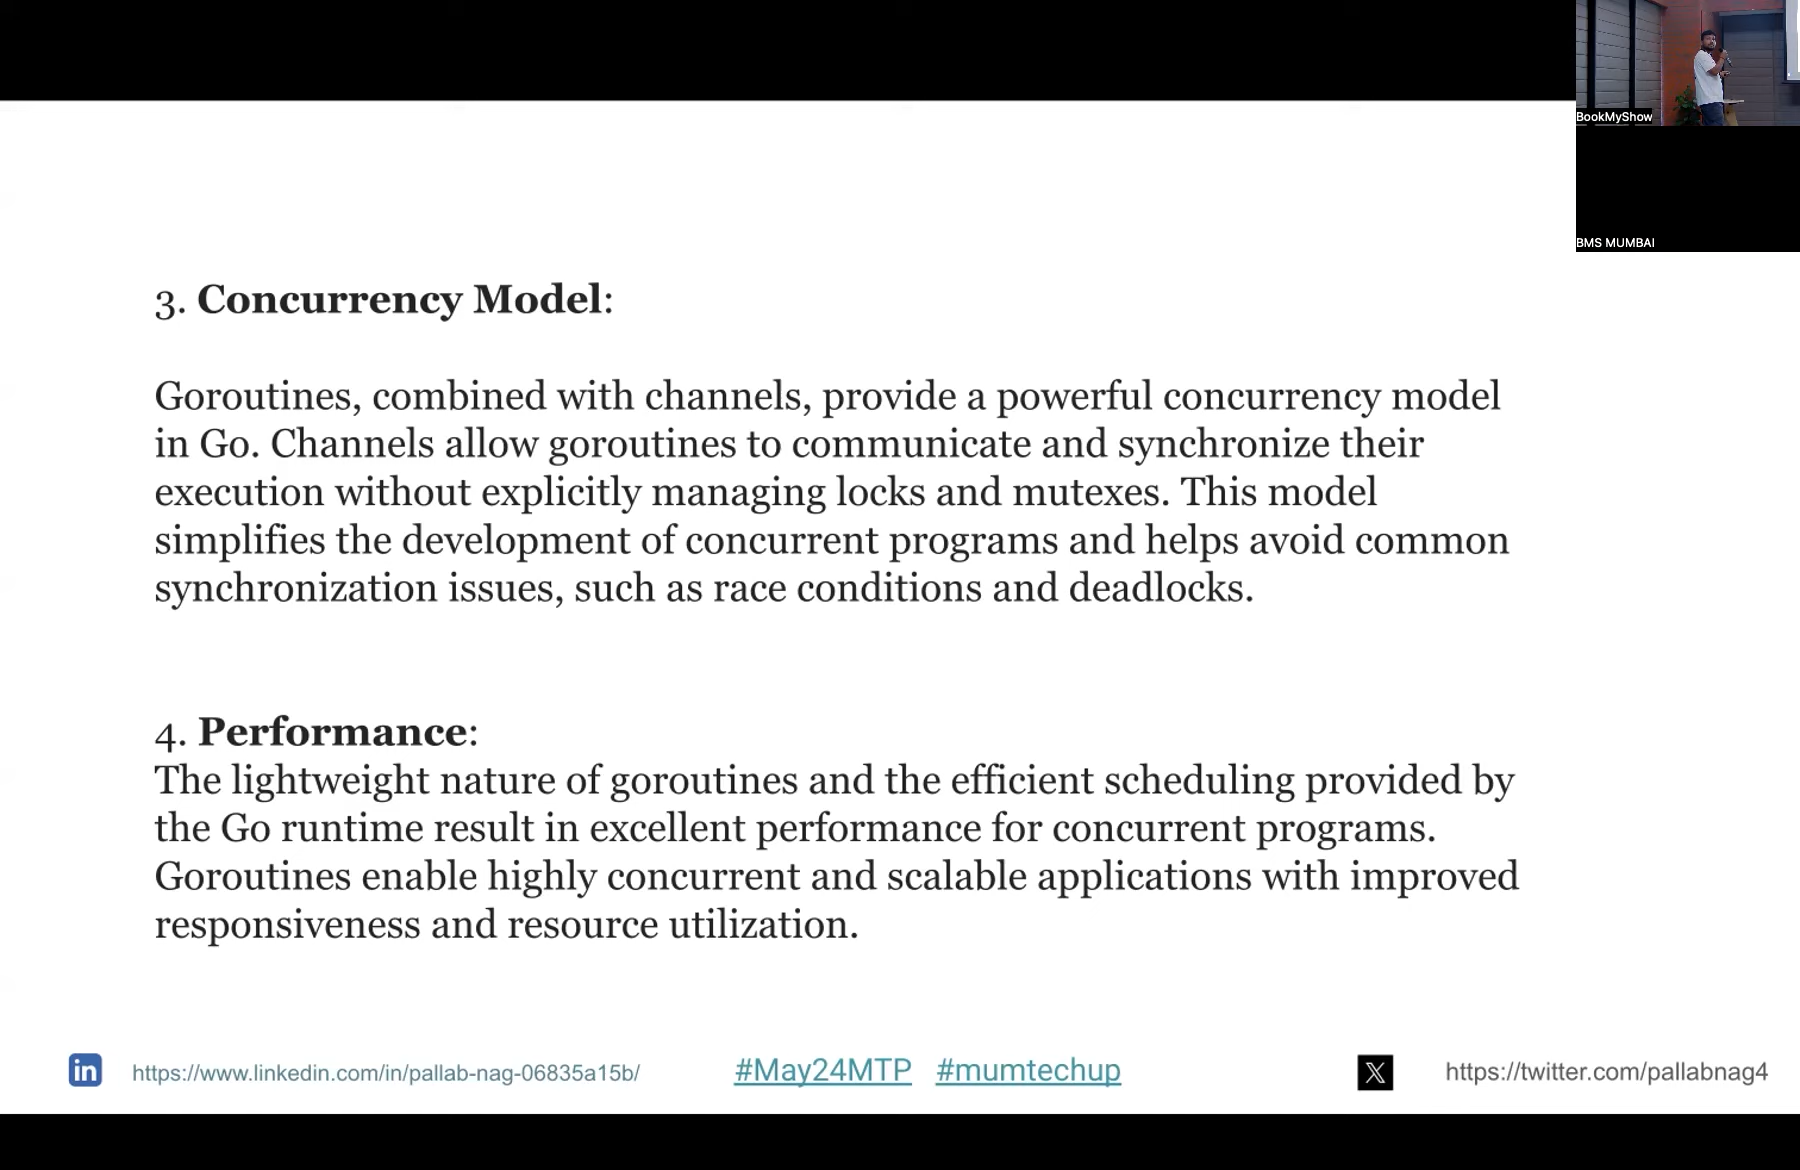 BookMyShow
BMS MUMBAI
3. Concurrency Model:
Goroutines, combined with channels, provide a powerful concurrency model
in Go. Channels allow goroutines to communicate and synchronize their
execution without explicitly managing locks and mutexes. This model
simplifies the development of concurrent programs and helps avoid common
synchronization issues, such as race conditions and deadlocks.
4. Performance:
The lightweight nature of goroutines and the efficient scheduling provided by
the Go runtime result in excellent performance for concurrent programs.
Goroutines enable highly concurrent and scalable applications with improved
responsiveness and resource utilization.
in https://www.linkedin.com/in/pallab-nag-06835a15b/ #May24MTP #mumtechup X https://twitter.com/pallabnag4